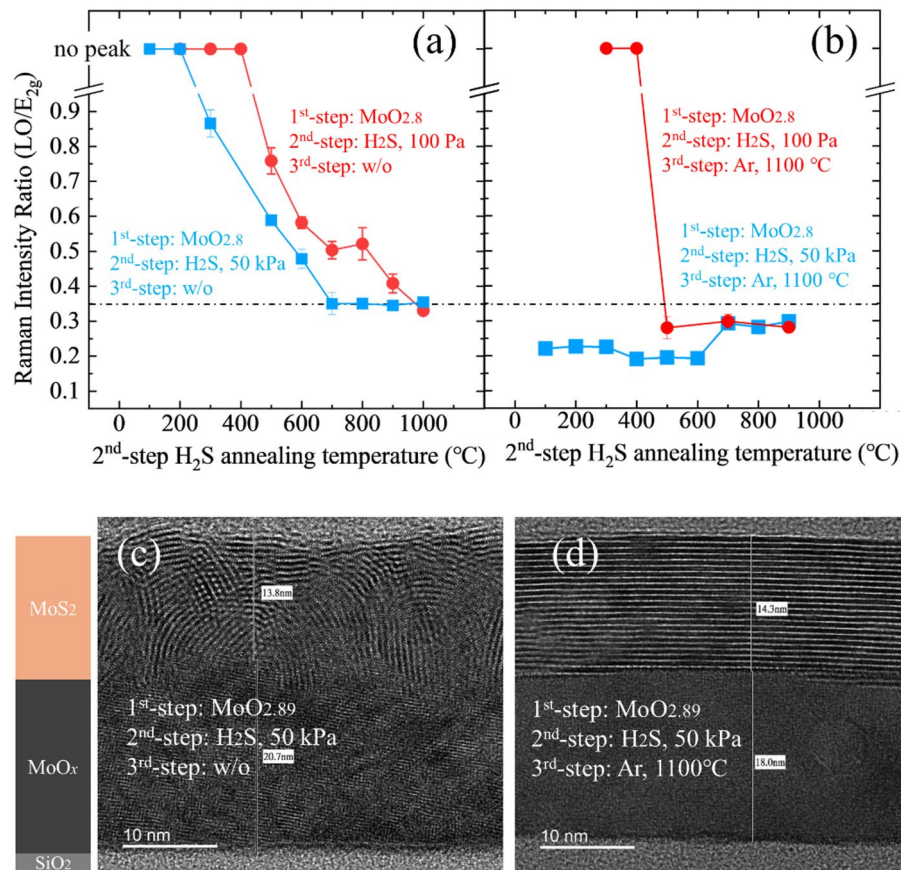 (a)
no peak
0.9
0.8
0.7
0.6
0.5
0.4
0.3
0.2
0.1
Raman Intensity Ratio (LO/E2g)
1st-step: MoO2.8
2nd-step: H2S, 100 Pa
3rd-step: w/o
1st-step: MoO2.8
2nd-step: H2S, 50 kPa
3rd-step: w/o
0 200 400 600 800 1000
2nd-step H2S annealing temperature (℃)
(b)
1st-step: MoO2.8
2nd-step: H2S, 100 Pa
3rd-step: Ar, 1100 ℃
1st-step: MoO2.8
2nd-step: H2S, 50 kPa
3rd-step: Ar, 1100 ℃
0 200 400 600 800 1000
2nd-step H2S annealing temperature (℃)
MoS2
MoOx
SiO2
(c)
13.8nm
1st-step: MoO2.89
2nd-step: H2S, 50 kPa
3rd-step: w/o
20.7nm
10 nm
(d)
14.3nm
1st-step: MoO2.89
2nd-step: H2S, 50 kPa
3rd-step: Ar, 1100℃
18.0nm
10 nm